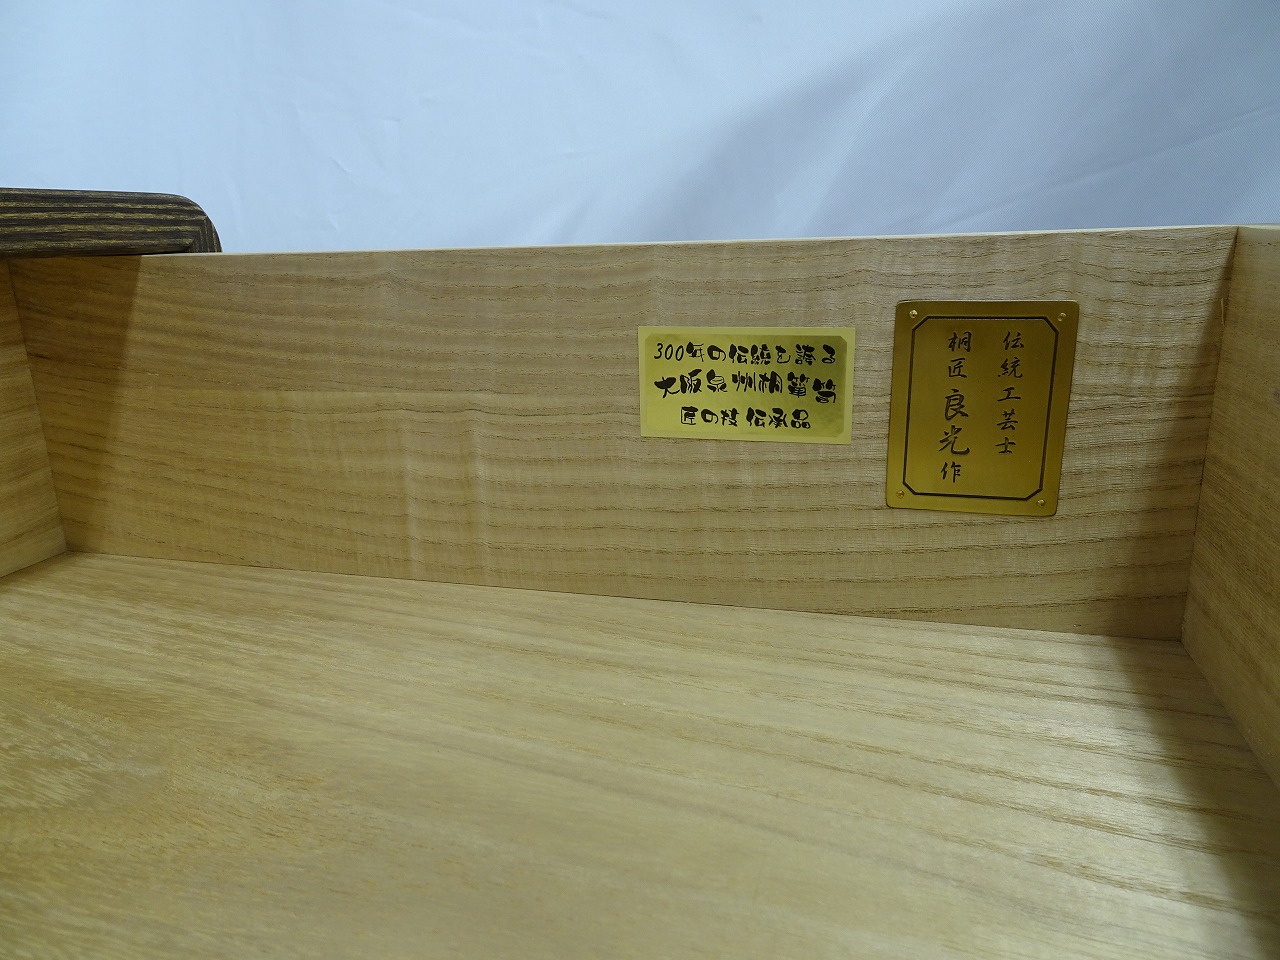 300年の伝統を誇る
大阪泉州桐箪笥
匠の技 伝承品
伝統工芸士
桐匠 良光 作